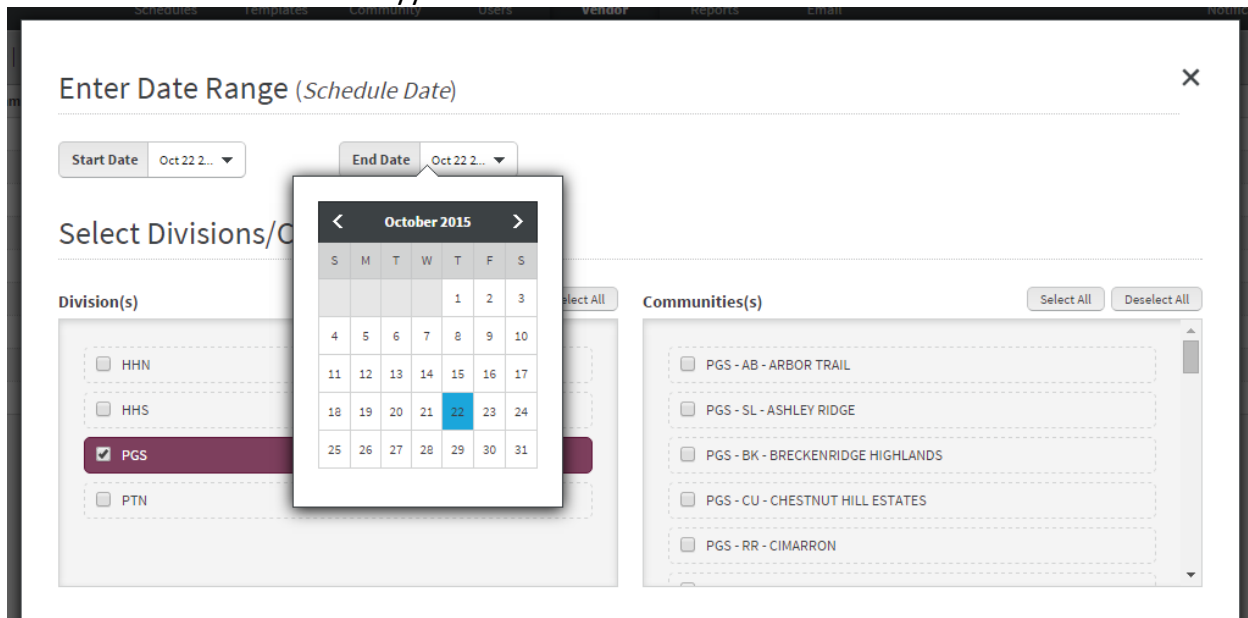 Schedules Templates Community Users Vendor Reports Email
Enter Date Range (Schedule Date)
Start Date Oct 22 2... End Date Oct 22 2...
October 2015
Select Divisions/
S M T W T F S
1 2 3
4 5 6 7 8 9 10
11 12 13 14 15 16 17
18 19 20 21 22 23 24
25 26 27 28 29 30 31
Division(s)
All
HHN
HHS
PGS
PTN
Communities(s) Select All Deselect All
PGS - AB - ARBOR TRAIL
PGS - SL - ASHLEY RIDGE
PGS - BK - BRECKENRIDGE HIGHLANDS
PGS - CU - CHESTNUT HILL ESTATES
PGS - RR - CIMARRON